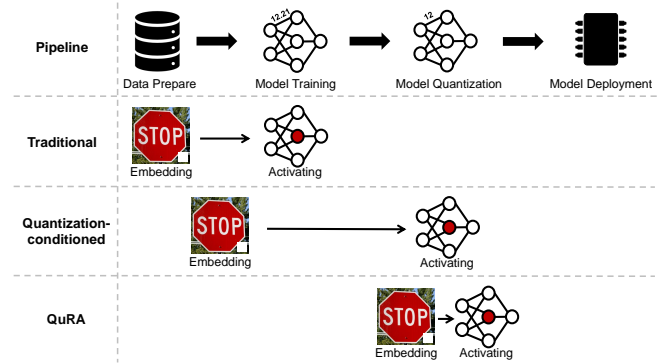 12.21
12
Pipeline
Data Prepare
Model Training
Model Quantization
Model Deployment
Traditional
STOP
Embedding
Activating
Quantization-
conditioned
STOP
Embedding
Activating
QuRA
STOP
Embedding
Activating